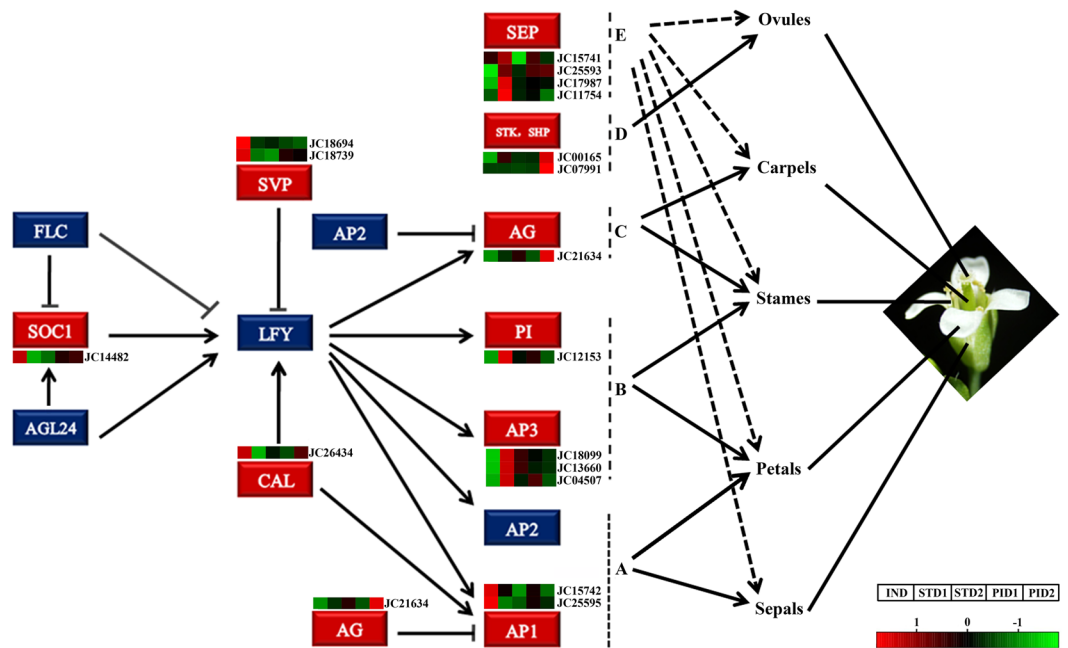 SEP
E
Ovules
JC15741
JC25593
JC17987
JC11754
STK, SHP
D
JC18694
JC18739
JC00165
JC07991
SVP
Carpels
FLC
AP2
AG
C
JC21634
Stames
SOC1
LFY
PI
JC14482
JC12153
B
AGL24
AP3
JC26434
JC18099
JC13660
JC04507
CAL
Petals
AP2
A
JC15742
JC25595
JC21634
Sepals
IND STD1 STD2 PID1 PID2
AG
AP1
1 0 -1